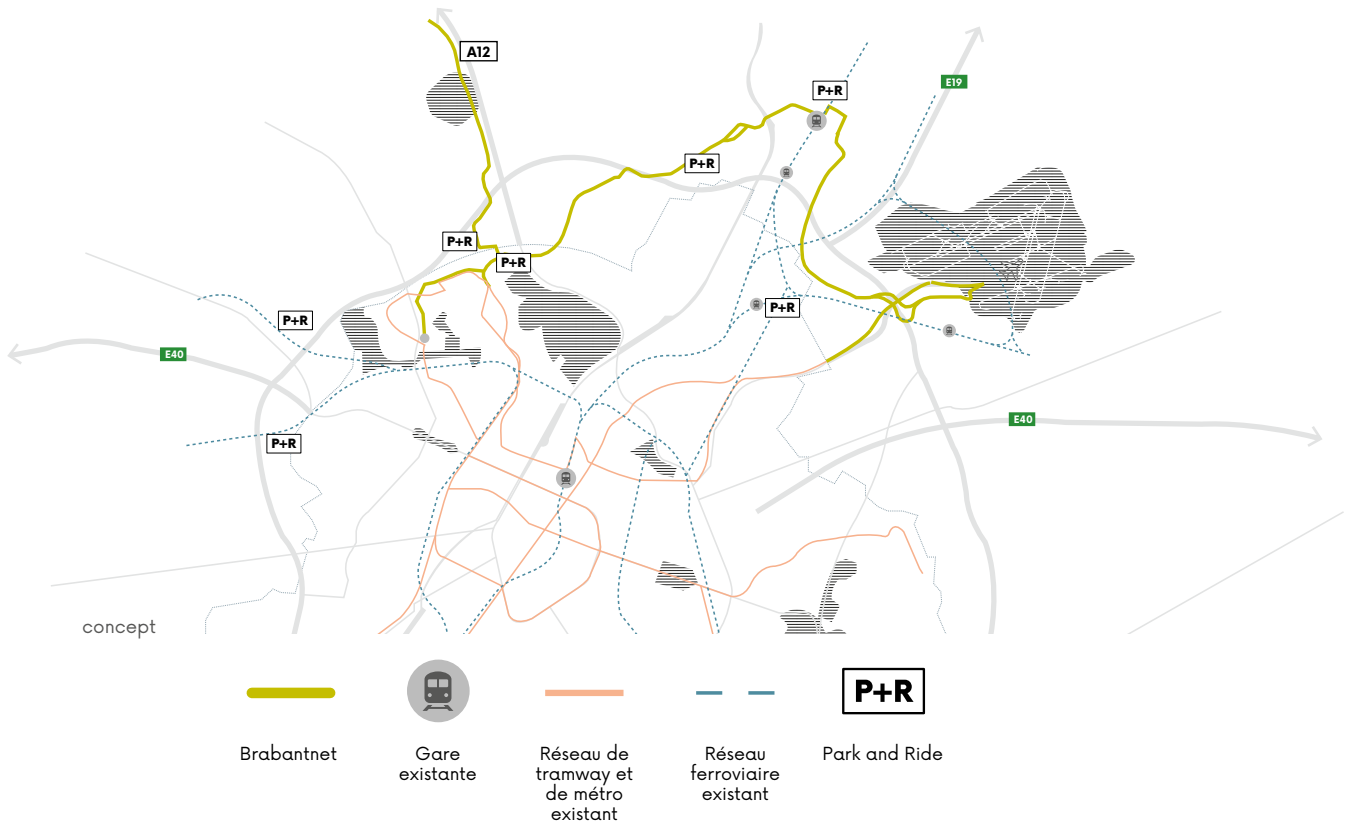 A12
E19
P+R
P+R
P+R
P+R
P+R
P+R
E40
E40
P+R
concept
P+R
Brabantnet
Gare
existante
Réseau de
tramway et
de métro
existant
Réseau
ferroviaire
existant
Park and Ride